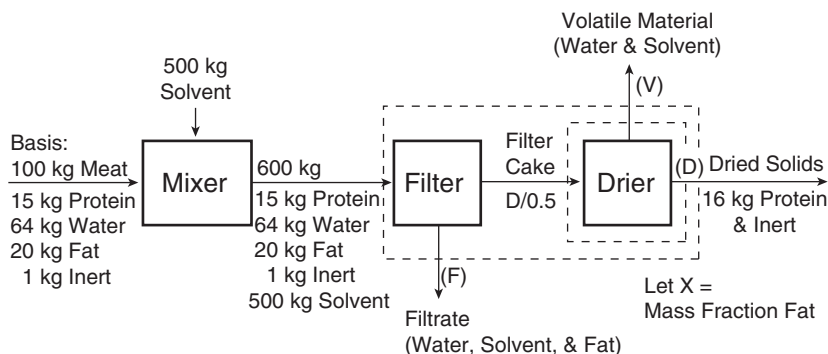 Volatile Material
(Water & Solvent)
500 kg
Solvent
(V)
Basis:
100 kg Meat
15 kg Protein
64 kg Water
20 kg Fat
1 kg Inert
Mixer
600 kg
15 kg Protein
64 kg Water
20 kg Fat
1 kg Inert
500 kg Solvent
Filter
(F)
Filtrate
(Water, Solvent, & Fat)
Filter
Cake
D/0.5
Drier
(D)
Dried Solids
16 kg Protein
& Inert
Let X =
Mass Fraction Fat